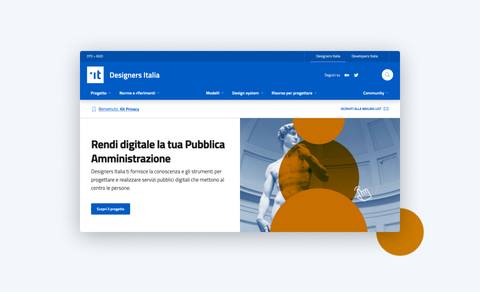 DTD + AGID
Designers Italia
Developers Italia
.it
Designers Italia
Seguici su
Progetto
Norme e riferimenti
Modelli
Design system
Risorse per progettare
Community
Benvenuto, Kit Privacy
ISCRIVITI ALLA MAILING LIST
Rendi digitale la tua Pubblica
Amministrazione
Designers Italia ti fornisce la conoscenza e gli strumenti per
progettare e realizzare servizi pubblici digitali che mettono al
centro le persone.
Scopri il progetto